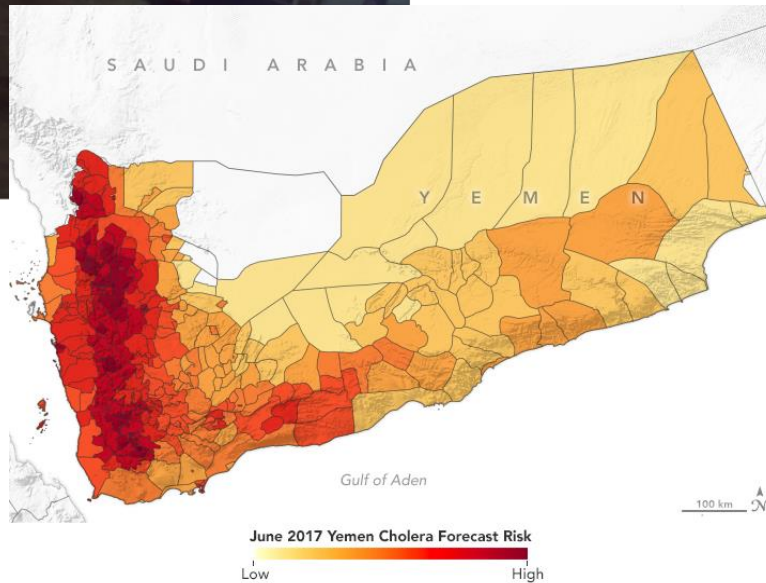 SAUDI ARABIA
YEMEN
Gulf of Aden
100 km
N
June 2017 Yemen Cholera Forecast Risk
Low High